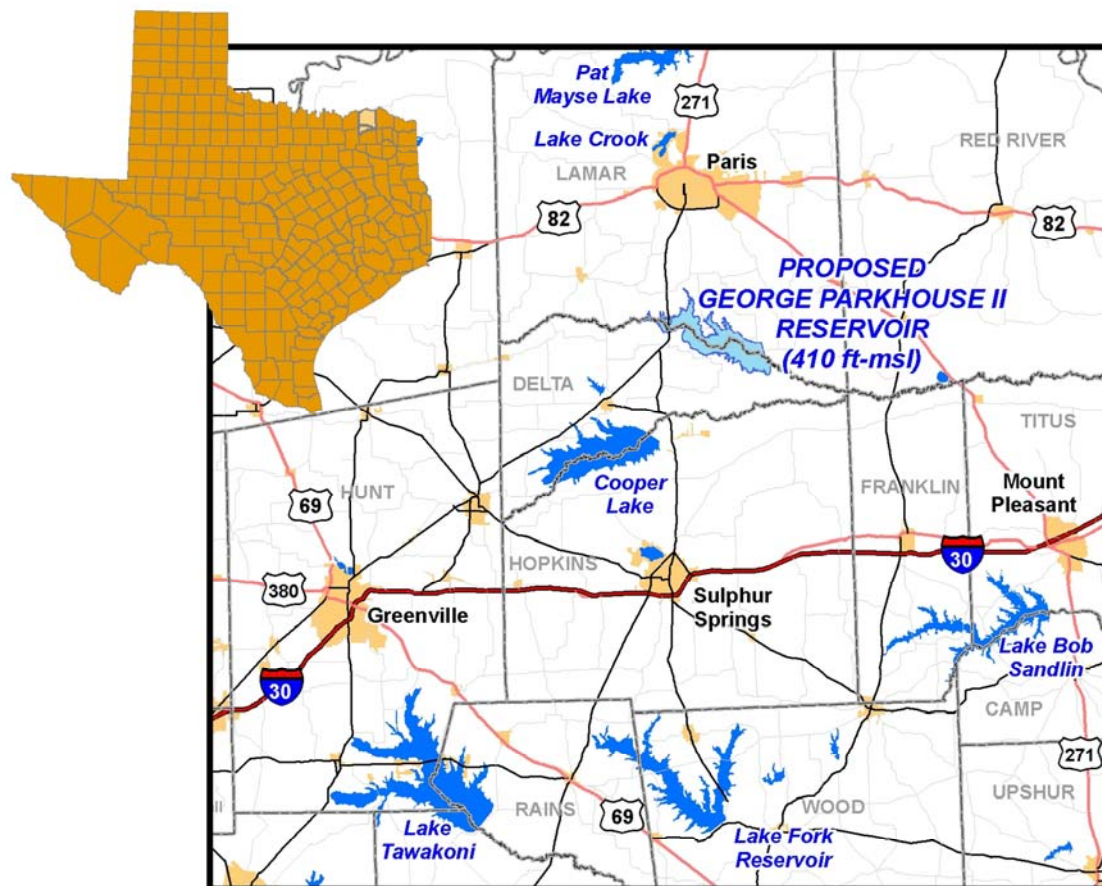 Pat
Mayse Lake
271
Lake Crook
Paris
RED RIVER
LAMAR
82
82
PROPOSED
GEORGE PARKHOUSE II
RESERVOIR
(410 ft-msl)
DELTA
TITUS
Cooper
Lake
HUNT
69
FRANKLIN
Mount
Pleasant
30
HOPKINS
380
Greenville
Sulphur
Springs
30
Lake Bob
Sandlin
CAMP
271
UPSHUR
RAINS
69
WOOD
Lake
Tawakoni
Lake Fork
Reservoir